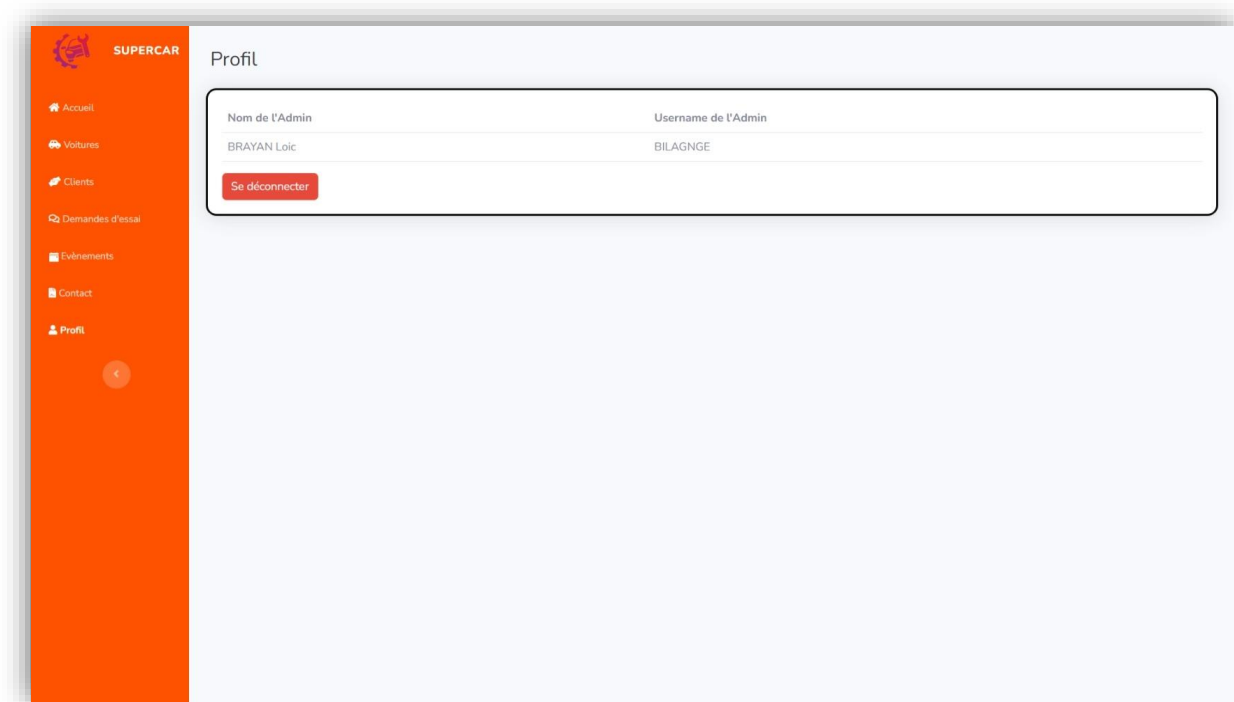 SUPERCAR
Profil
Accueil
Voitures
Clients
Demandes d'essai
Evènements
Contact
Profil
Nom de l'Admin Username de l'Admin
BRAYAN Loic BILAGNGE
Se déconnecter